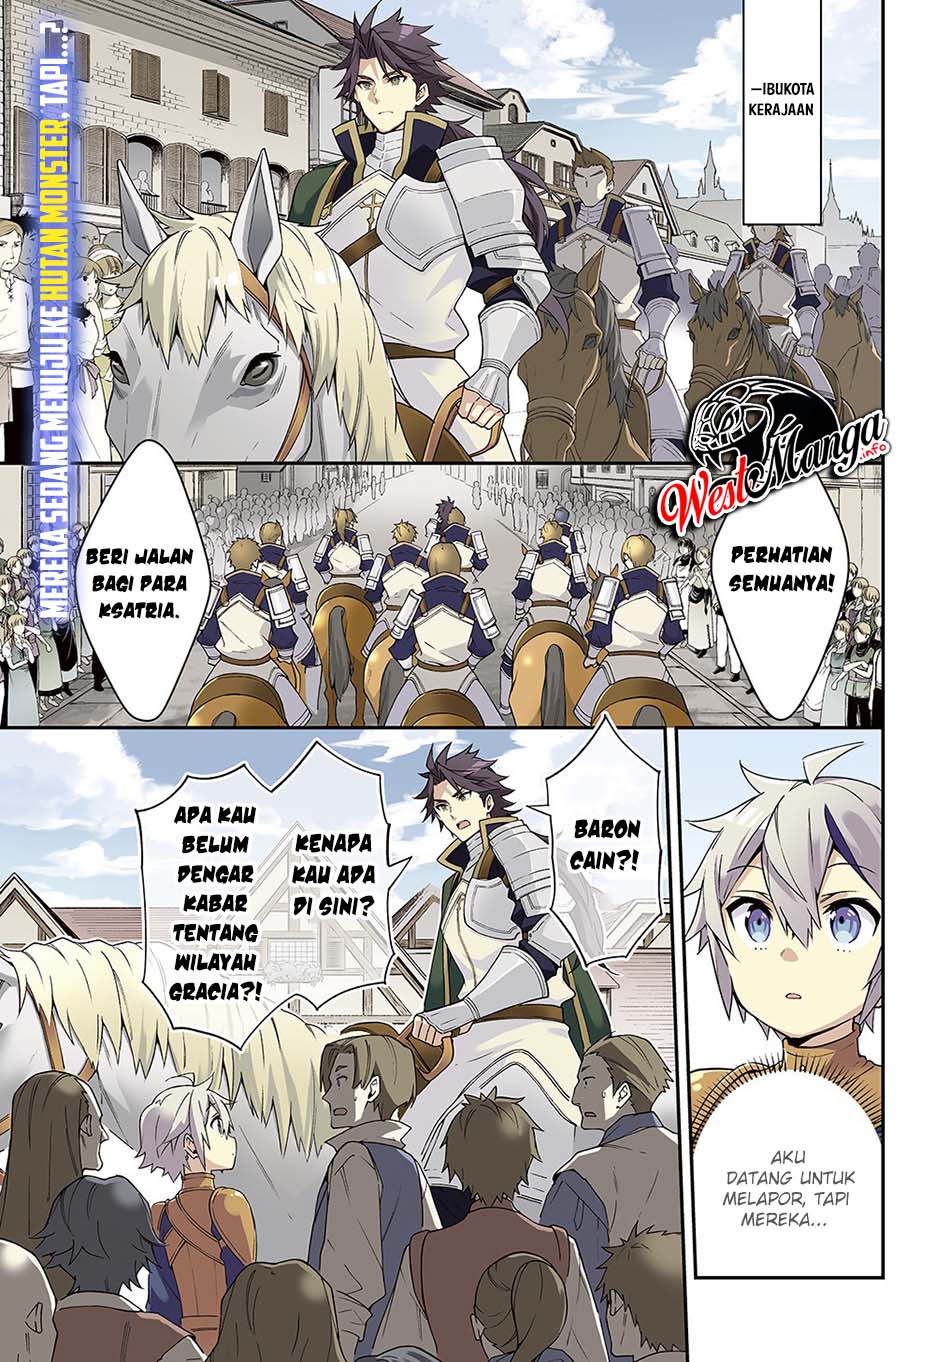 —IBUKOTA
KERAJAAN
MEREKA SEDANG MENUJU KE HUTAN MONSTER, TAPI...?
WestManga
.info
PERHATIAN
SEMUANYA!
BERI JALAN
BAGI PARA
KSATRIA.
AKU
DATANG UNTUK
MELAPOR, TAPI
MEREKA...
BARON
CAIN?!
KENAPA
KAU ADA
DI SINI?
APA KAU
BELUM
DENGAR
KABAR
TENTANG
WILAYAH
GRACIA?!